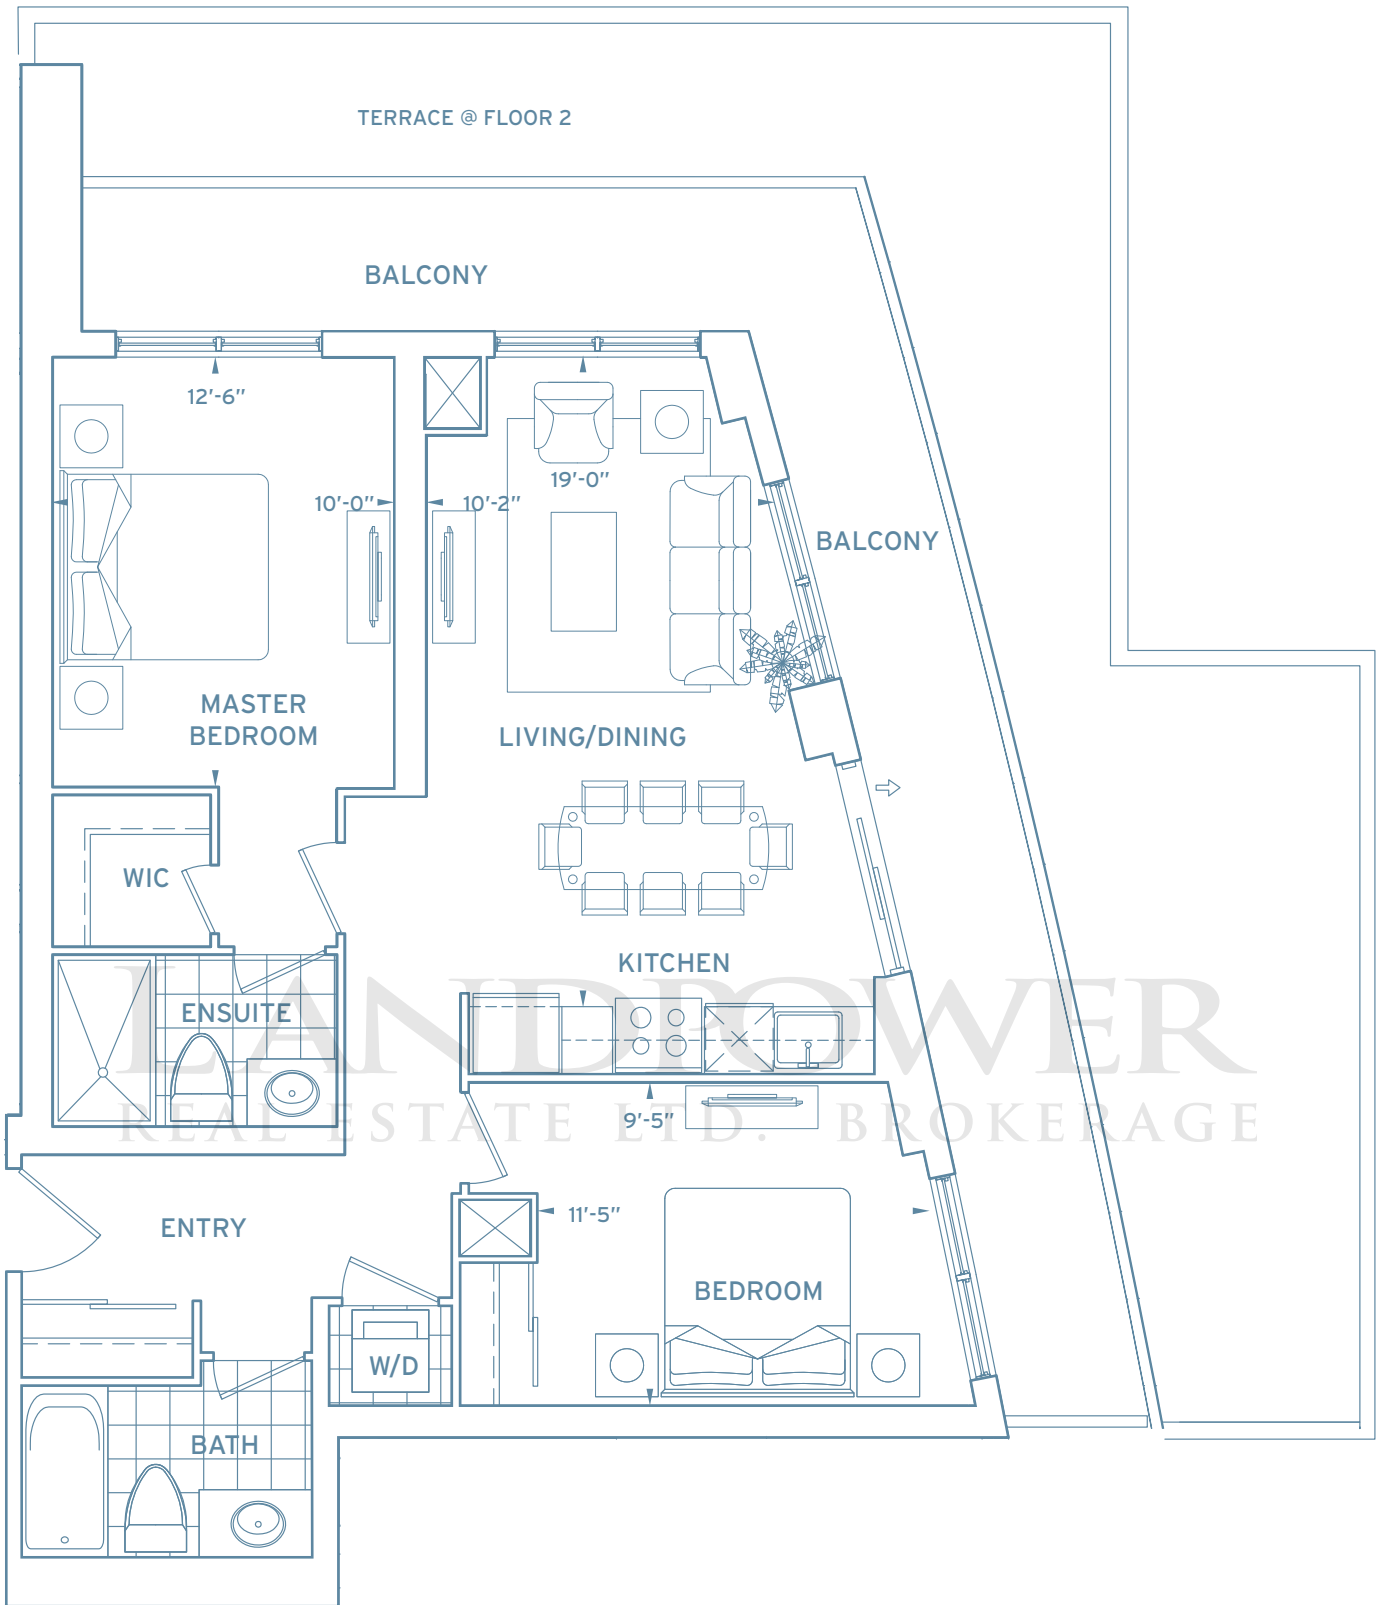 TERRACE @ FLOOR 2
BALCONY
12'-6"
10'-0"
10'-2"
19'-0"
BALCONY
MASTER
BEDROOM
LIVING/DINING
WIC
KITCHEN
ENSUITE
LANDPOWER
REAL ESTATE LTD. BROKERAGE
9'-5"
11'-5"
ENTRY
BEDROOM
W/D
BATH